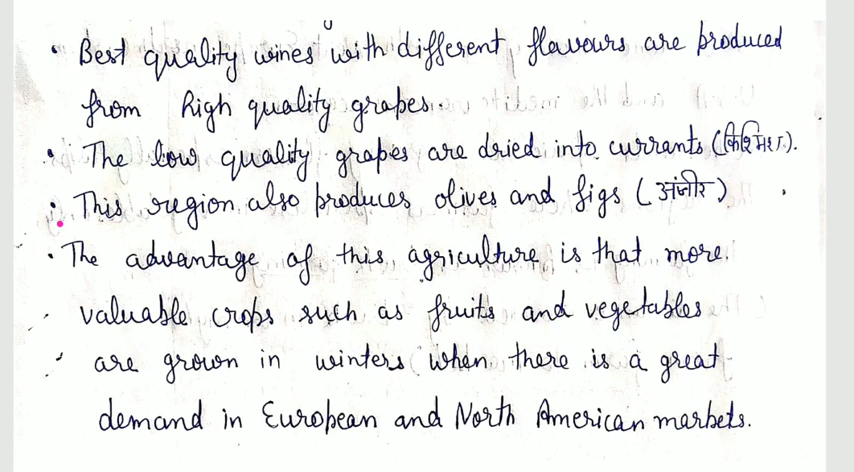 • Best quality wines with different flavours are produced
from high quality grapes.
• The low quality grapes are dried into currants (किशमिश).
• This region also produces olives and figs (अंजीर)
• The advantage of this agriculture is that more
valuable crops such as fruits and vegetables
are grown in winters when there is a great
demand in European and North American markets.